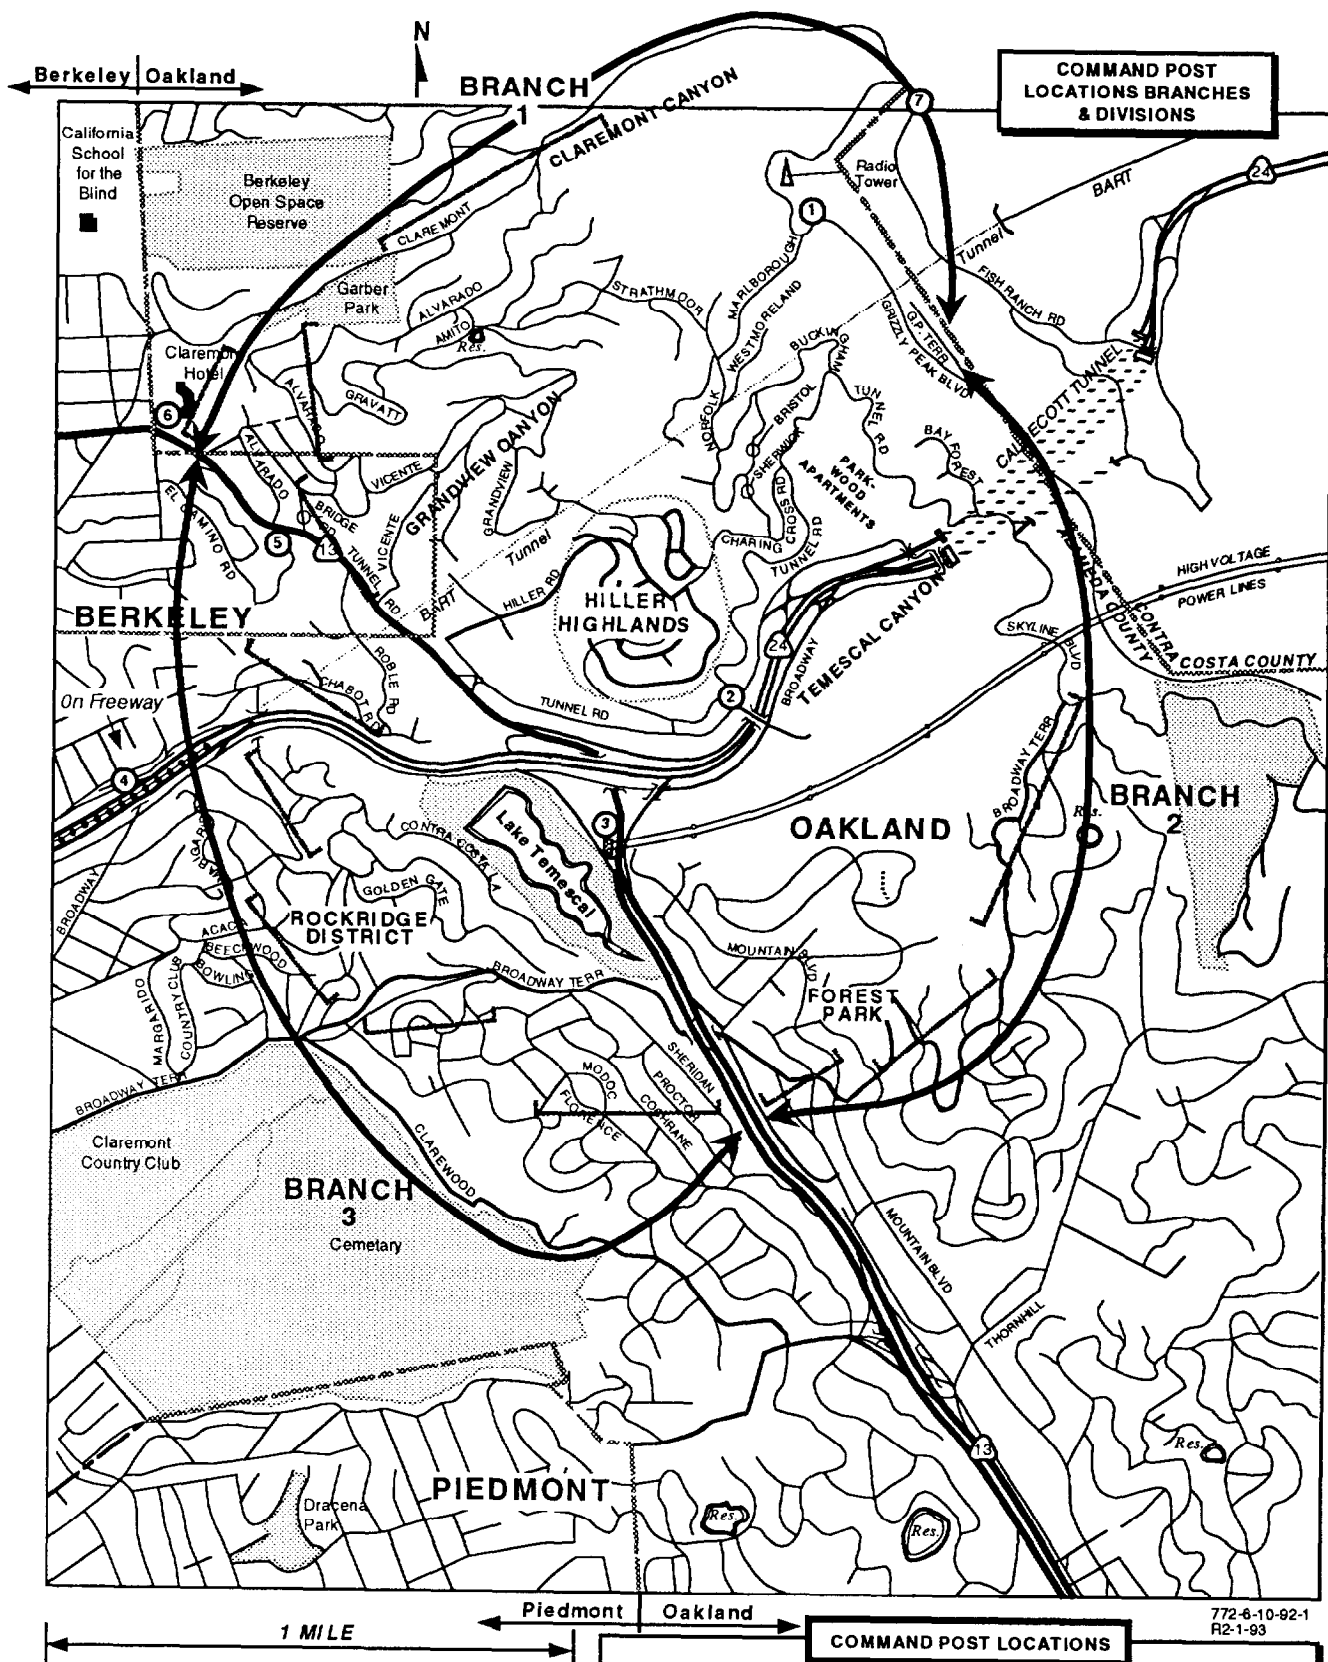 N
Berkeley
Oakland
BRANCH
1
CLAREMONT CANYON
7
COMMAND POST
LOCATIONS BRANCHES
& DIVISIONS
California
School
for the
Blind
Berkeley
Open Space
Reserve
CLAREMONT
Radio
Tower
1
BART
24
Tunnel
Garber
Park
ALVARADO
AMITO
Res.
STRATHMOOR
MARLBOROUGH
WESTMORELAND
FISH RANCH RD
G.P. TERR
GRIZZLY PEAK BLVD
BUCKINGHAM
Claremont
Hotel
6
ALVARADO
GRAVATT
NORFOLK
BRISTOL
SHERWICK
TUNNEL RD
BAY FOREST
CALDECOTT TUNNEL
ALVARADO
VICENTE
GRANDVIEW CANYON
GRANDVIEW
PARK-
WOOD
APARTMENTS
EL CAMINO RD
BRIDGE
RD
5
13
VICENTE
TUNNEL RD
Tunnel
BART
CHARING
CROSS RD
TUNNEL RD
HILLER RD
HILLER
HIGHLANDS
HIGH VOLTAGE
POWER LINES
ALAMEDA COUNTY
CONTRA
COSTA COUNTY
BERKELEY
SKYLINE BLVD
24
BROADWAY
TEMESCAL CANYON
ROBLE RD
CHABOT RD
On Freeway
TUNNEL RD
2
BROADWAY TERR
4
BRANCH
2
Res.
3
OAKLAND
MARGARIDO
CONTRA COSTA
Lake Temescal
GOLDEN GATE
BROADWAY
ROCKRIDGE
DISTRICT
ACACIA
BEECHWOOD
BOWLING
MARGARIDO
COUNTRY CLUB
BROADWAY TERR
MOUNTAIN BLVD
FOREST
PARK
BROADWAY TERR
SHERIDAN
PROCTOR
MODOC
COCHRANE
FLORENCE
Claremont
Country Club
CLAREWOOD
BRANCH
3
Cemetary
MOUNTAIN BLVD
THORNHILL
13
Res.
PIEDMONT
Dracena
Park
Res.
Res.
Piedmont
Oakland
772-6-10-92-1
R2-1-93
1 MILE
COMMAND POST LOCATIONS